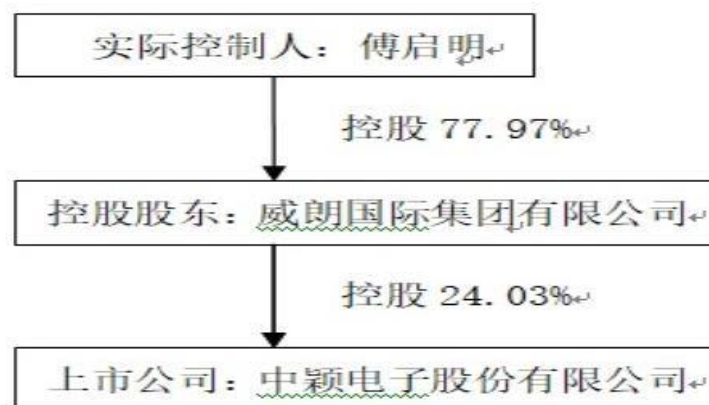 实际控制人：傅启明
控股 77.97%
控股股东：威朗国际集团有限公司
控股 24.03%
上市公司：中颖电子股份有限公司